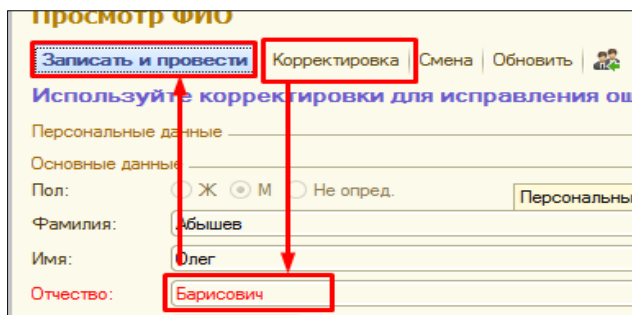 Просмотр ФИО
Записать и провести Корректировка Смена Обновить
Используйте корректировки для исправления ош
Персональные данные
Основные данные
Пол: Ж М Не опред. Персональны
Фамилия: Абышев
Имя: Олег
Отчество: Барисович